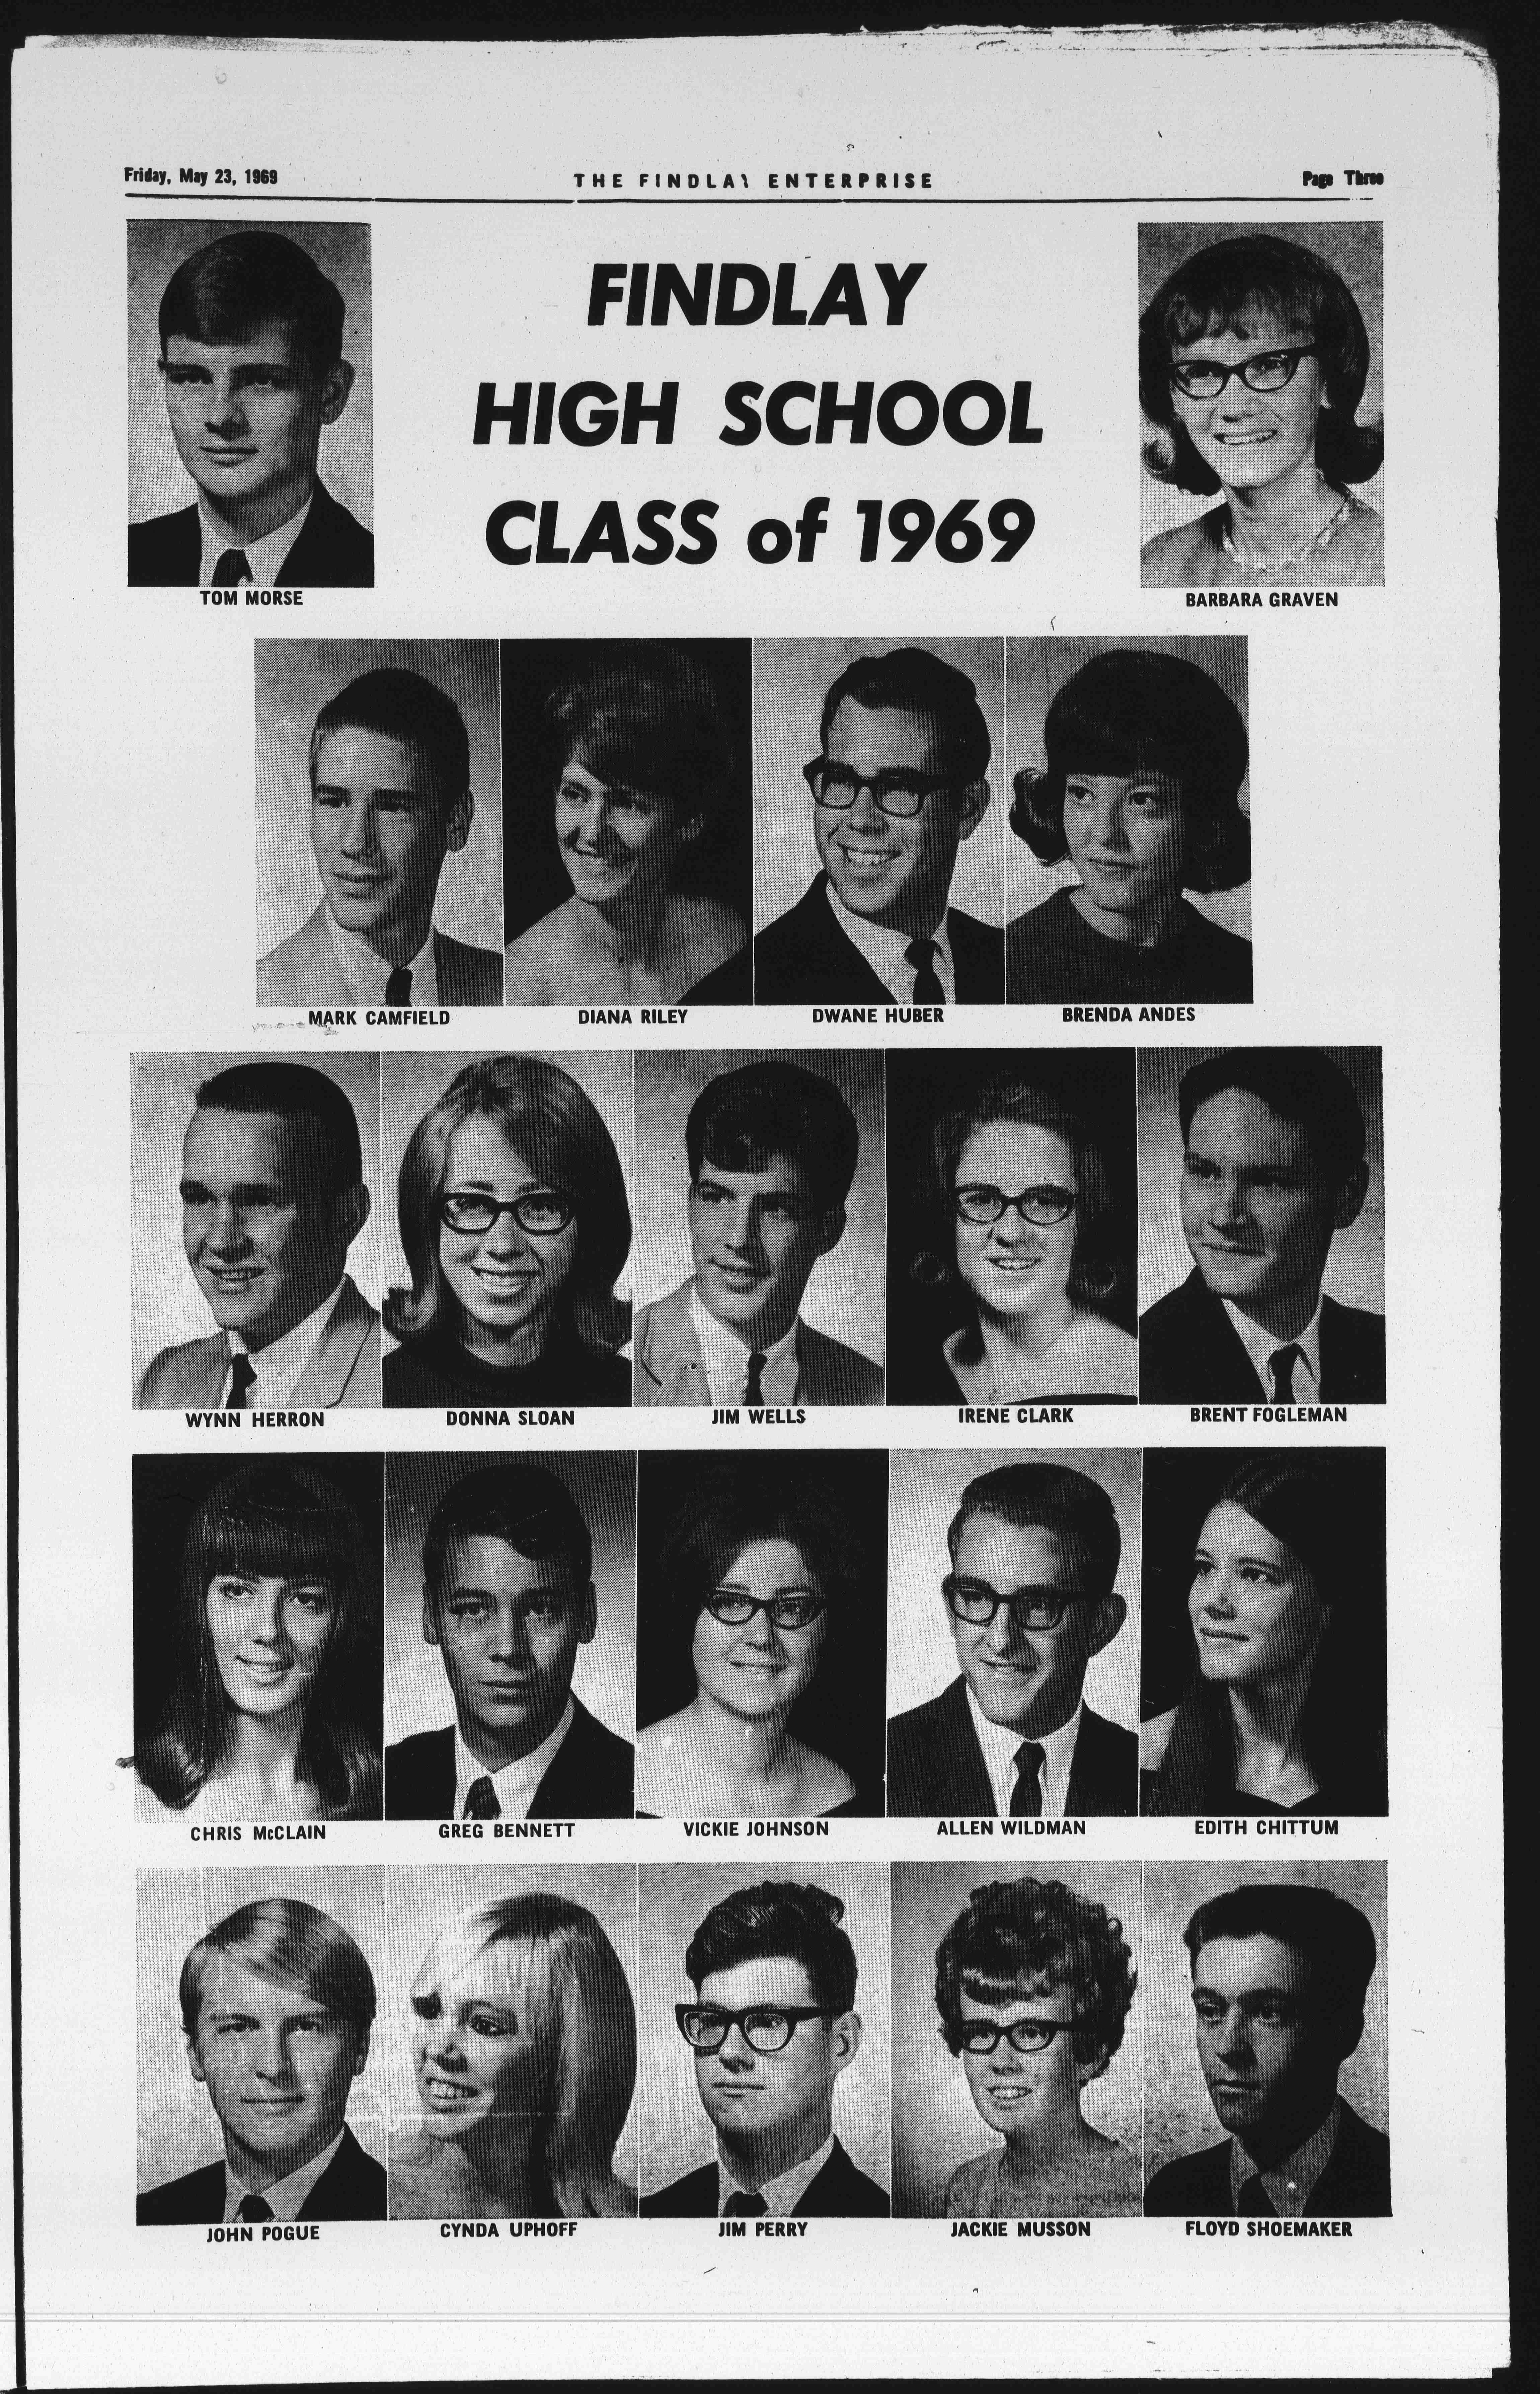 Friday, May 23, 1969 THE FINDLAY ENTERPRISE Page Three
FINDLAY
HIGH SCHOOL
CLASS of 1969
TOM MORSE BARBARA GRAVEN
MARK CAMFIELD DIANA RILEY DWANE HUBER BRENDA ANDES
WYNN HERRON DONNA SLOAN JIM WELLS IRENE CLARK BRENT FOGLEMAN
CHRIS McCLAIN GREG BENNETT VICKIE JOHNSON ALLEN WILDMAN EDITH CHITTUM
JOHN POGUE CYNDA UPHOFF JIM PERRY JACKIE MUSSON FLOYD SHOEMAKER